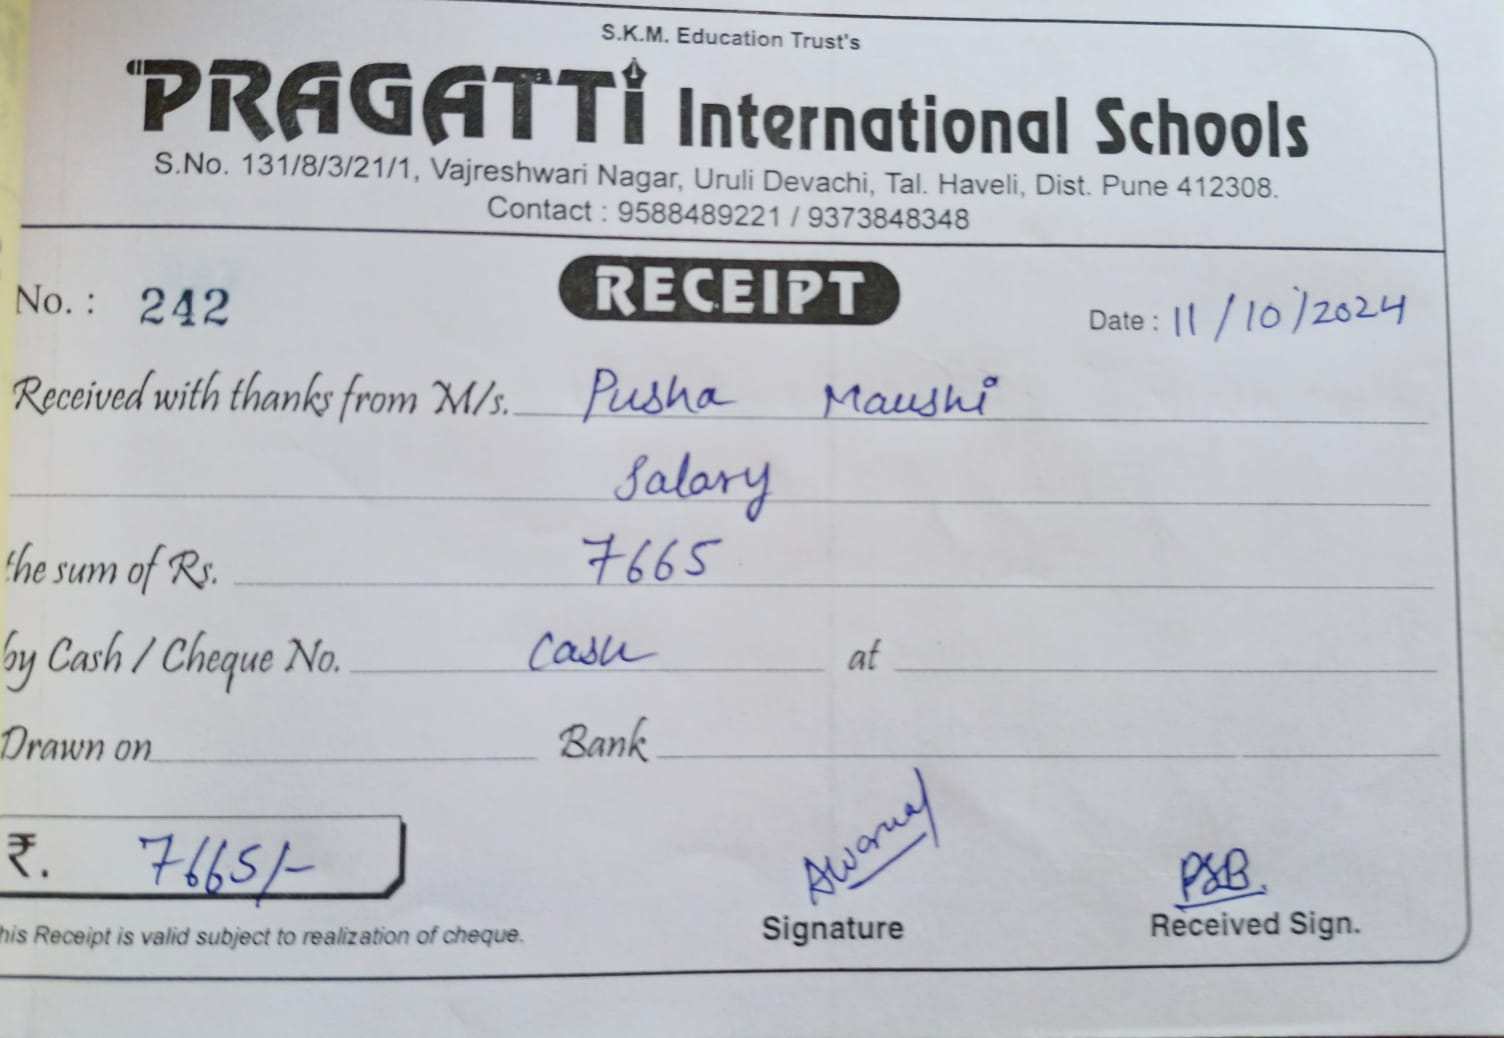 S.K.M. Education Trust's
"PRAGATTi International Schools
S.No. 131/8/3/21/1, Vajreshwari Nagar, Uruli Devachi, Tal. Haveli, Dist. Pune 412308.
Contact : 9588489221 / 9373848348
RECEIPT
No. : 242 Date : 11/10/2024
Received with thanks from M/s. Pusha Maushi
Salary
the sum of Rs. 7665
by Cash / Cheque No. Cash at
Drawn on Bank
₹. 7665/-
PSB.
Signature Received Sign.
his Receipt is valid subject to realization of cheque.